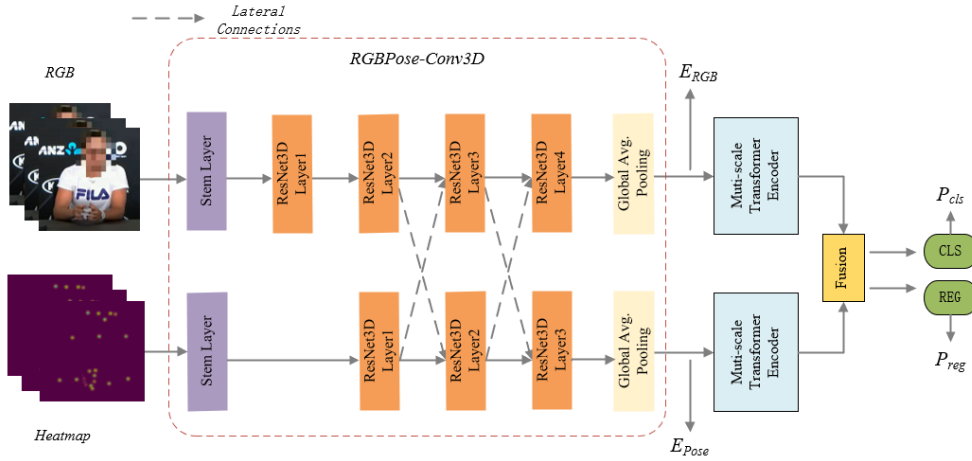 Lateral
Connections
RGBPose-Conv3D
RGB
ANZ
FILA
Stem Layer
ResNet3D
Layer1
ResNet3D
Layer2
ResNet3D
Layer3
ResNet3D
Layer4
Global Avg.
Pooling
E_RGB
Muti-scale
Transformer
Encoder
Heatmap
Stem Layer
ResNet3D
Layer1
ResNet3D
Layer2
ResNet3D
Layer3
Global Avg.
Pooling
E_Pose
Muti-scale
Transformer
Encoder
Fusion
P_cls
CLS
REG
P_reg